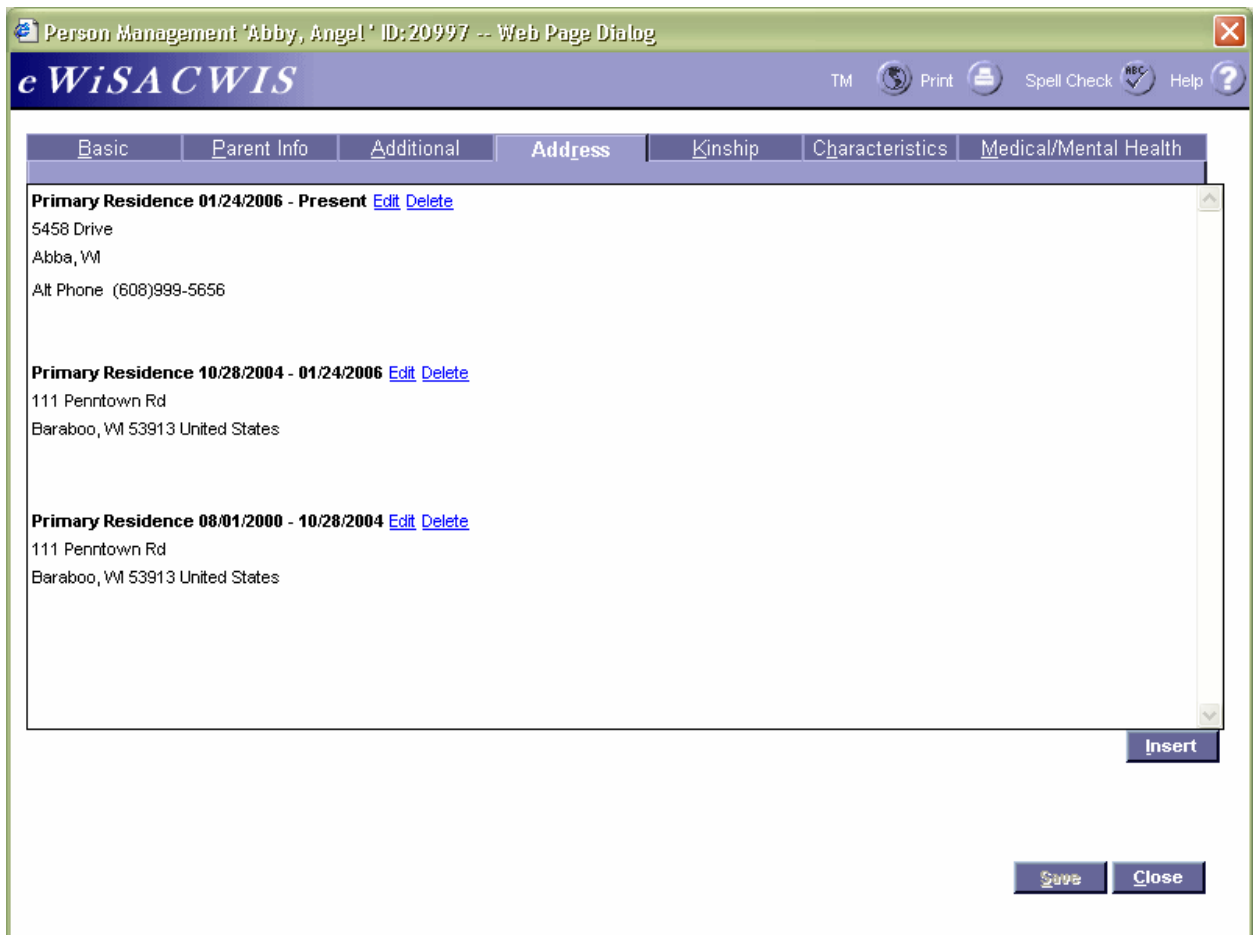 Person Management 'Abby, Angel ' ID:20997 -- Web Page Dialog
e WiSACWIS TM Print Spell Check ABC Help ?
Basic Parent Info Additional Address Kinship Characteristics Medical/Mental Health
Primary Residence 01/24/2006 - Present Edit Delete
5458 Drive
Abba, WI
Alt Phone (608)999-5656
Primary Residence 10/28/2004 - 01/24/2006 Edit Delete
111 Penntown Rd
Baraboo, WI 53913 United States
Primary Residence 08/01/2000 - 10/28/2004 Edit Delete
111 Penntown Rd
Baraboo, WI 53913 United States
Insert
Save Close